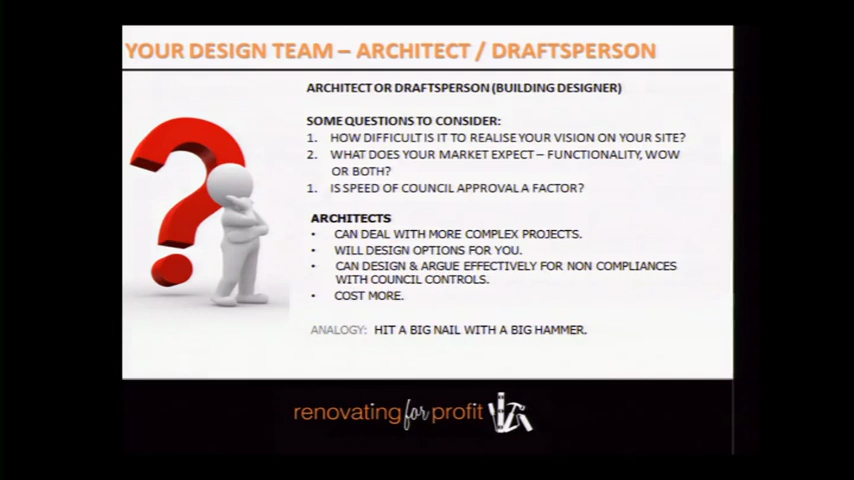 YOUR DESIGN TEAM – ARCHITECT / DRAFTSPERSON
ARCHITECT OR DRAFTSPERSON (BUILDING DESIGNER)
SOME QUESTIONS TO CONSIDER:
1. HOW DIFFICULT IS IT TO REALISE YOUR VISION ON YOUR SITE?
2. WHAT DOES YOUR MARKET EXPECT – FUNCTIONALITY, WOW
OR BOTH?
1. IS SPEED OF COUNCIL APPROVAL A FACTOR?
ARCHITECTS
• CAN DEAL WITH MORE COMPLEX PROJECTS.
• WILL DESIGN OPTIONS FOR YOU.
• CAN DESIGN & ARGUE EFFECTIVELY FOR NON COMPLIANCES
WITH COUNCIL CONTROLS.
• COST MORE.
ANALOGY: HIT A BIG NAIL WITH A BIG HAMMER.
renovating for profit